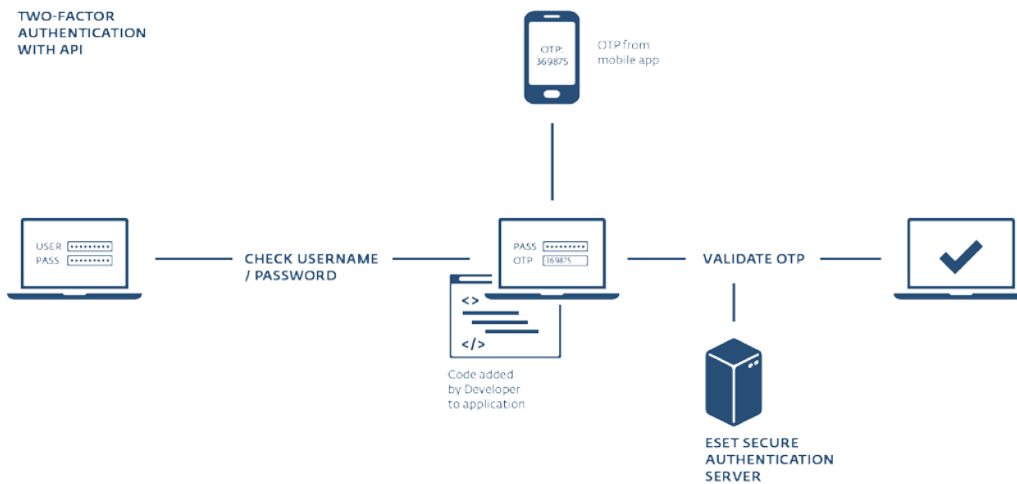 TWO-FACTOR
AUTHENTICATION
WITH API
OTP:
369875
OTP from
mobile app
USER
PASS
CHECK USERNAME
/ PASSWORD
PASS
OTP 369875
VALIDATE OTP
<>
</>
Code added
by Developer
to application
ESET SECURE
AUTHENTICATION
SERVER